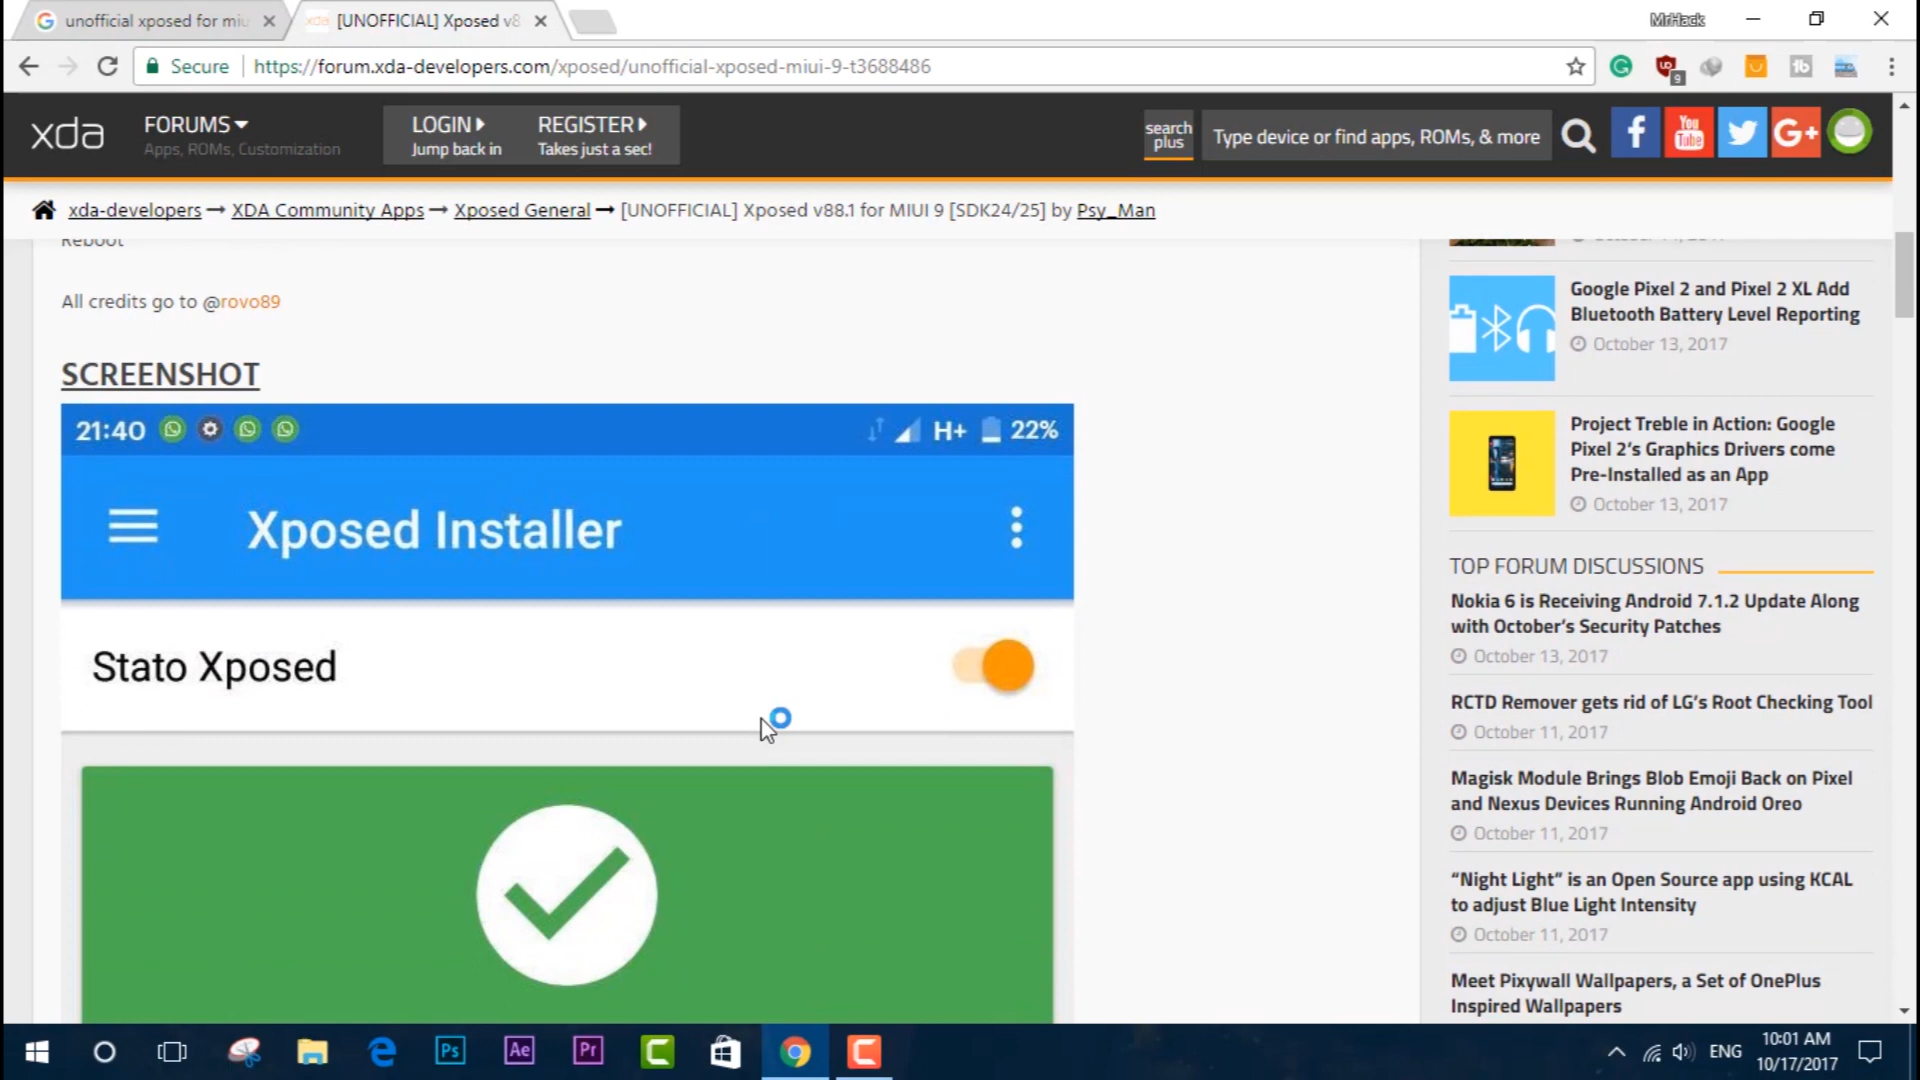 unofficial xposed for miu
[UNOFFICIAL] Xposed v8
MrHack
Secure
https://forum.xda-developers.com/xposed/unofficial-xposed-miui-9-t3688486
9
xda
FORUMS
Apps, ROMs, Customization
LOGIN
Jump back in
REGISTER
Takes just a sec!
search
plus
Type device or find apps, ROMs, & more
f
You
Tube
G+
xda-developers → XDA Community Apps → Xposed General → [UNOFFICIAL] Xposed v88.1 for MIUI 9 [SDK24/25] by Psy_Man
Reboot
All credits go to @rovo89
SCREENSHOT
21:40
H+
22%
Xposed Installer
Stato Xposed
Google Pixel 2 and Pixel 2 XL Add
Bluetooth Battery Level Reporting
October 13, 2017
Project Treble in Action: Google
Pixel 2's Graphics Drivers come
Pre-Installed as an App
October 13, 2017
TOP FORUM DISCUSSIONS
Nokia 6 is Receiving Android 7.1.2 Update Along
with October's Security Patches
October 13, 2017
RCTD Remover gets rid of LG's Root Checking Tool
October 11, 2017
Magisk Module Brings Blob Emoji Back on Pixel
and Nexus Devices Running Android Oreo
October 11, 2017
“Night Light” is an Open Source app using KCAL
to adjust Blue Light Intensity
October 11, 2017
Meet Pixywall Wallpapers, a Set of OnePlus
Inspired Wallpapers
Ps
Ae
Pr
ENG
10:01 AM
10/17/2017